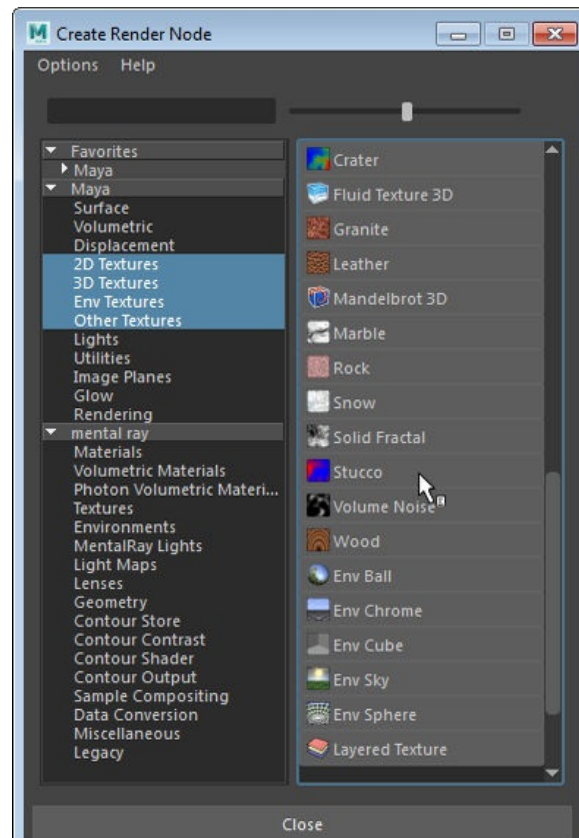 Create Render Node
Options Help
Favorites
Maya
Maya
Surface
Volumetric
Displacement
2D Textures
3D Textures
Env Textures
Other Textures
Lights
Utilities
Image Planes
Glow
Rendering
mental ray
Materials
Volumetric Materials
Photon Volumetric Materi...
Textures
Environments
MentalRay Lights
Light Maps
Lenses
Geometry
Contour Store
Contour Contrast
Contour Shader
Contour Output
Sample Compositing
Data Conversion
Miscellaneous
Legacy
Crater
Fluid Texture 3D
Granite
Leather
Mandelbrot 3D
Marble
Rock
Snow
Solid Fractal
Stucco
Volume Noise
Wood
Env Ball
Env Chrome
Env Cube
Env Sky
Env Sphere
Layered Texture
Close